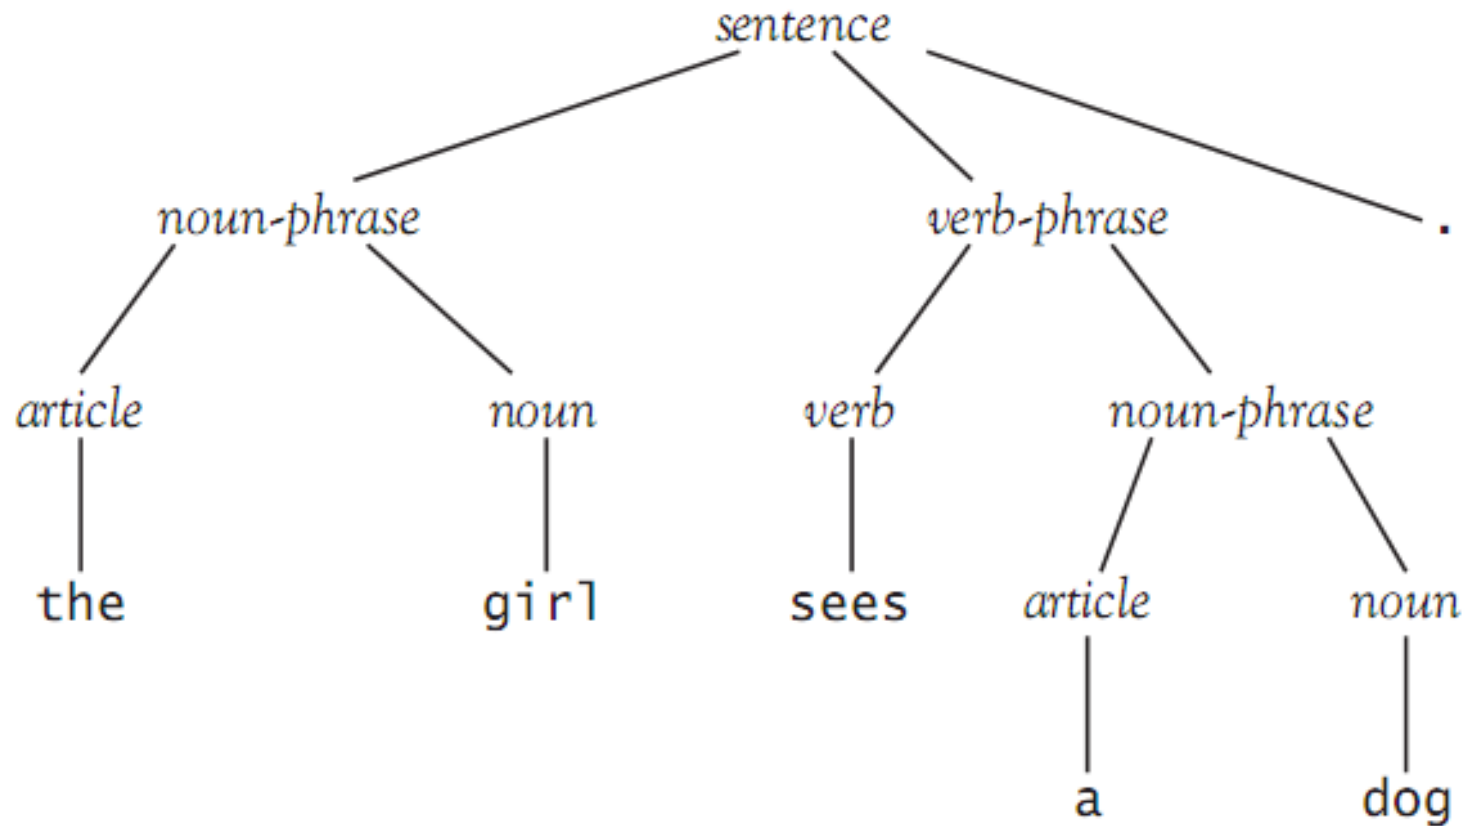 sentence
noun-phrase verb-phrase .
article noun verb noun-phrase
the girl sees article noun
a dog